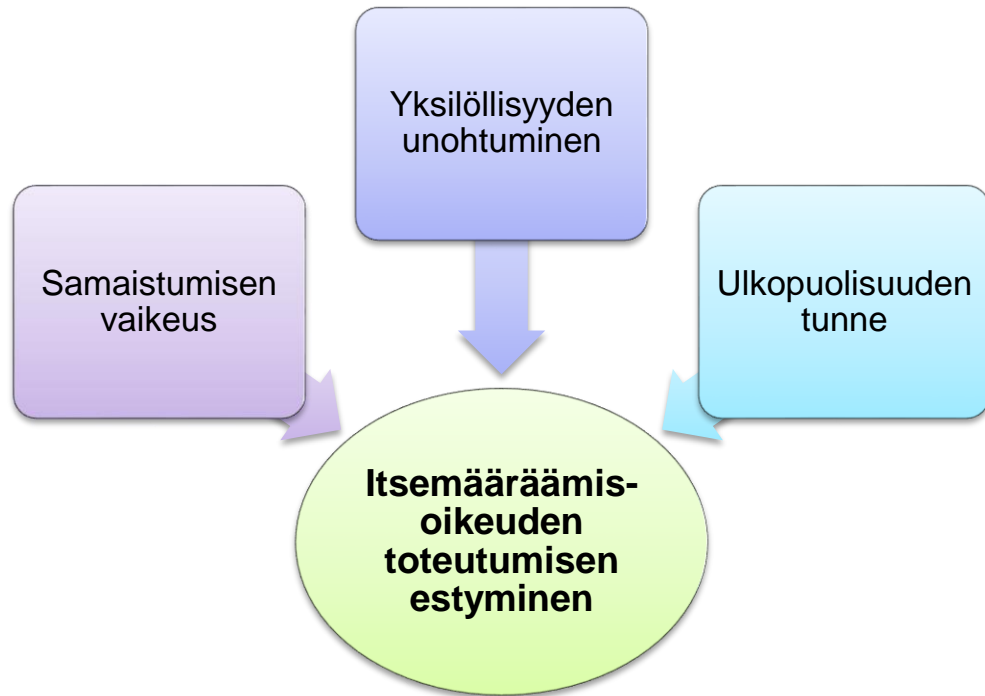 Yksilöllisyyden
unohtuminen
Samaistumisen
vaikeus
Ulkopuolisuuden
tunne
Itsemääräämis-
oikeuden
toteutumisen
estyminen